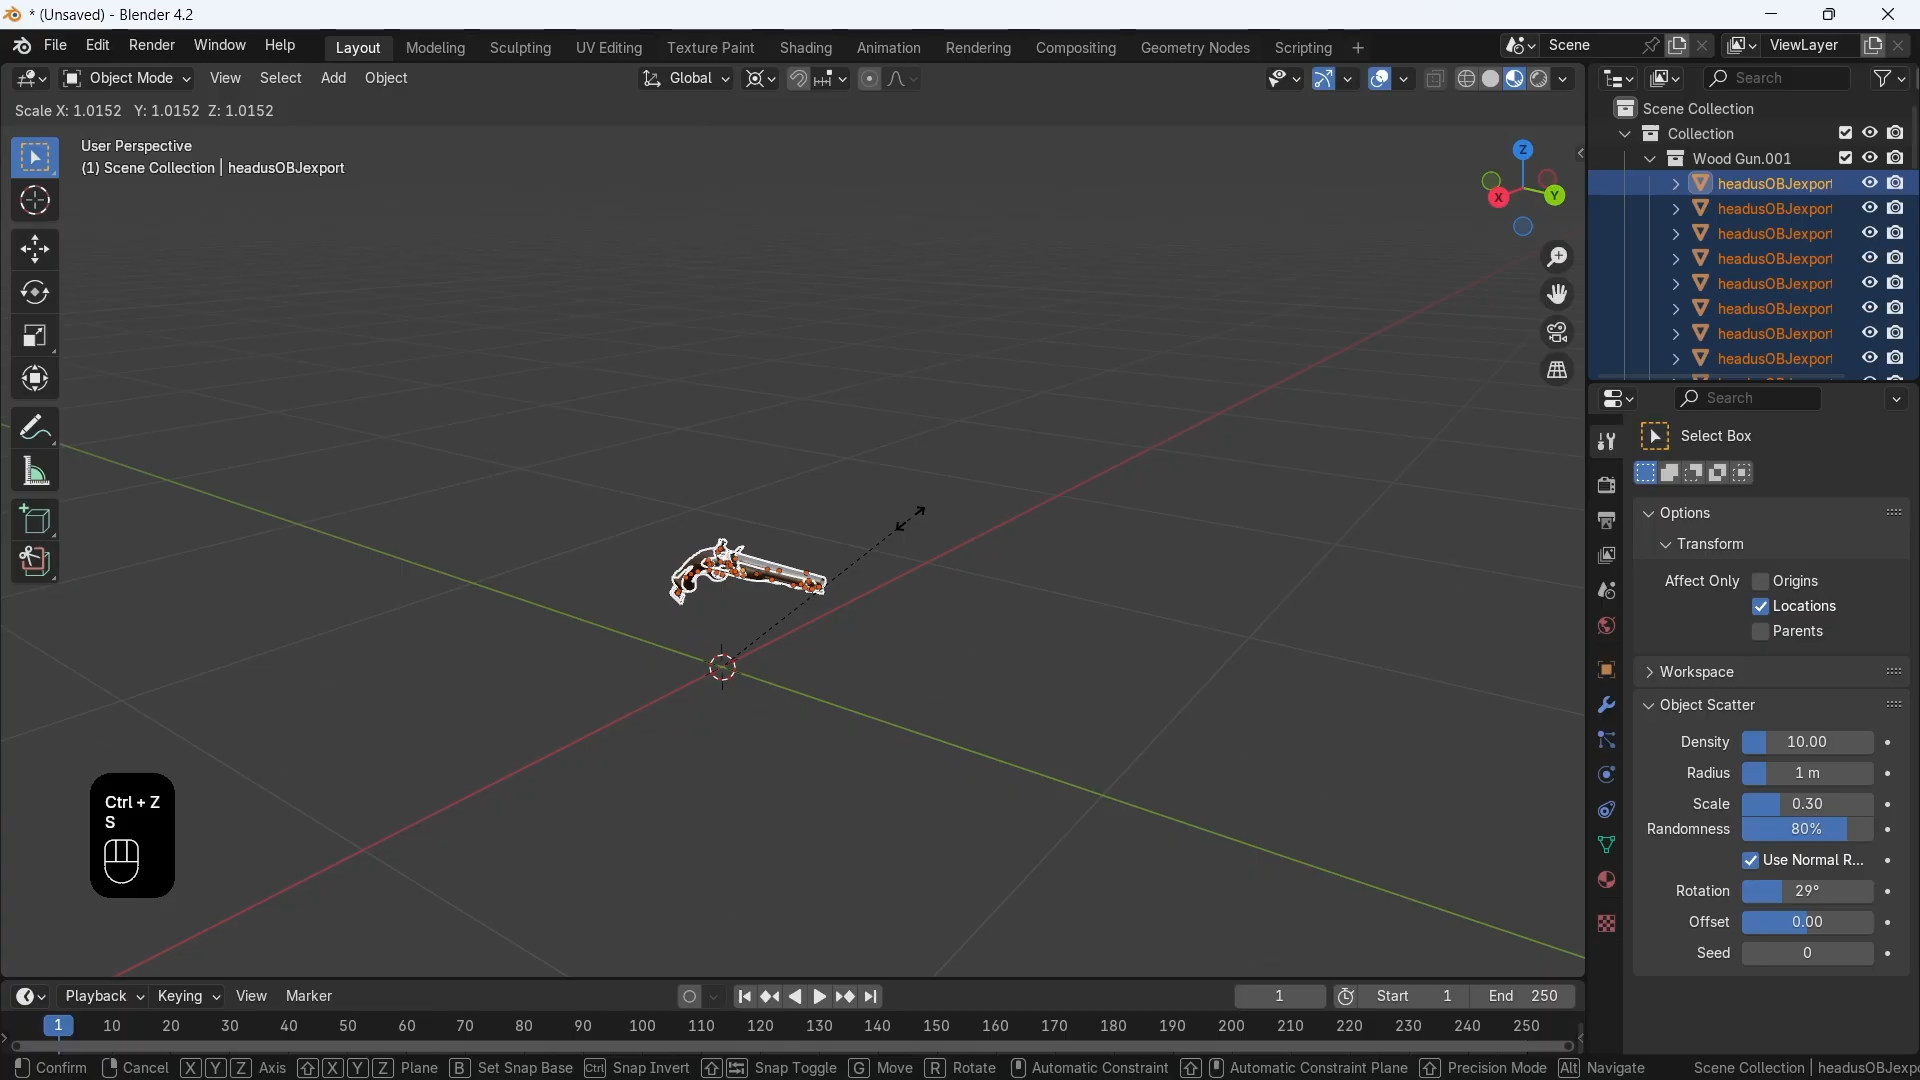 * (Unsaved) - Blender 4.2
File Edit Render Window Help
Layout Modeling Sculpting UV Editing Texture Paint Shading Animation Rendering Compositing Geometry Nodes Scripting +
Scene
ViewLayer
Object Mode View Select Add Object
Global
Search
Scale X: 1.0152 Y: 1.0152 Z: 1.0152
User Perspective
(1) Scene Collection | headusOBJexport
Z
X
Y
Scene Collection
Collection
Wood Gun.001
headusOBJexport
headusOBJexport
headusOBJexport
headusOBJexport
headusOBJexport
headusOBJexport
headusOBJexport
headusOBJexport
Search
Select Box
Options
Transform
Affect Only Origins
Locations
Parents
Workspace
Object Scatter
Density 10.00
Radius 1 m
Scale 0.30
Randomness 80%
Use Normal R...
Rotation 29°
Offset 0.00
Seed 0
Ctrl + Z
S
Playback Keying View Marker
1
Start 1 End 250
1 10 20 30 40 50 60 70 80 90 100 110 120 130 140 150 160 170 180 190 200 210 220 230 240 250
Confirm Cancel X Y Z Axis X Y Z Plane B Set Snap Base Ctrl Snap Invert Snap Toggle G Move R Rotate Automatic Constraint Automatic Constraint Plane Precision Mode Alt Navigate Scene Collection | headusOBJexpo